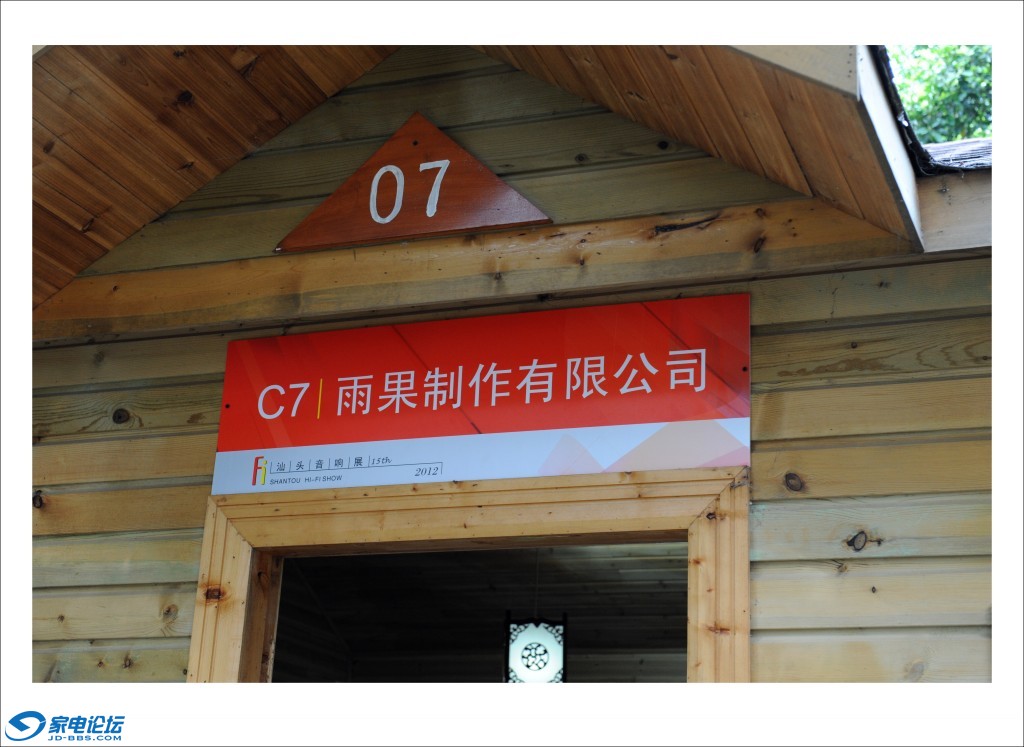 07
C7 | 雨果制作有限公司
Fi 汕 头 音 响 展 15th
SHANTOU HI-FI SHOW 2012
家电论坛
JD-BBS.COM